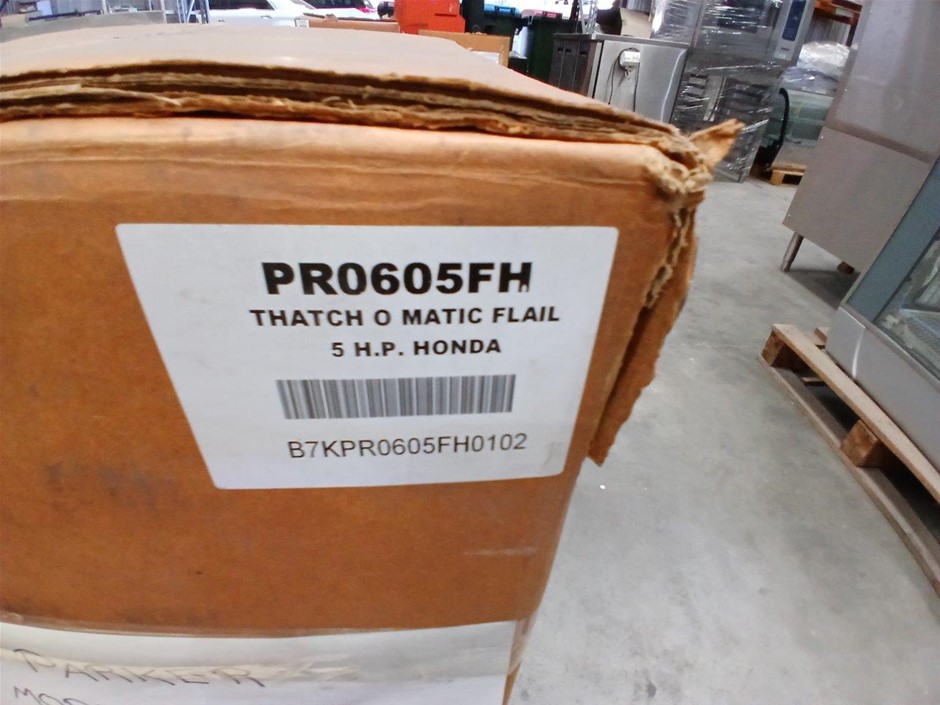 PR0605FH
THATCH O MATIC FLAIL
5 H.P. HONDA
B7KPR0605FH0102
PARKER